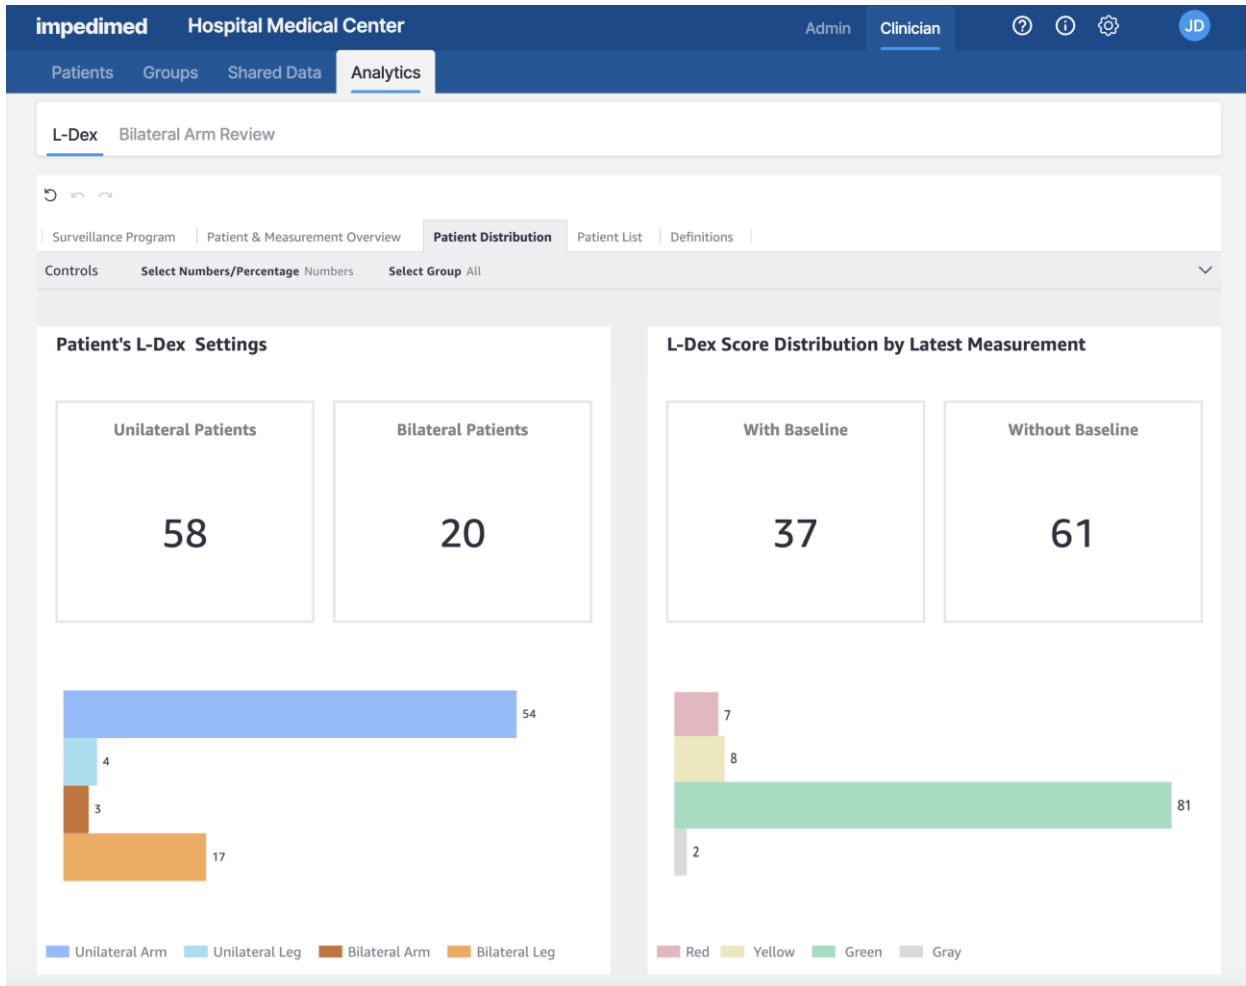 impedimed Hospital Medical Center Admin Clinician JD
Patients Groups Shared Data Analytics
L-Dex Bilateral Arm Review
Surveillance Program Patient & Measurement Overview Patient Distribution Patient List Definitions
Controls Select Numbers/Percentage Numbers Select Group All
Patient's L-Dex Settings
Unilateral Patients Bilateral Patients
58 20
54
4
3
17
Unilateral Arm Unilateral Leg Bilateral Arm Bilateral Leg
L-Dex Score Distribution by Latest Measurement
With Baseline Without Baseline
37 61
7
8
81
2
Red Yellow Green Gray